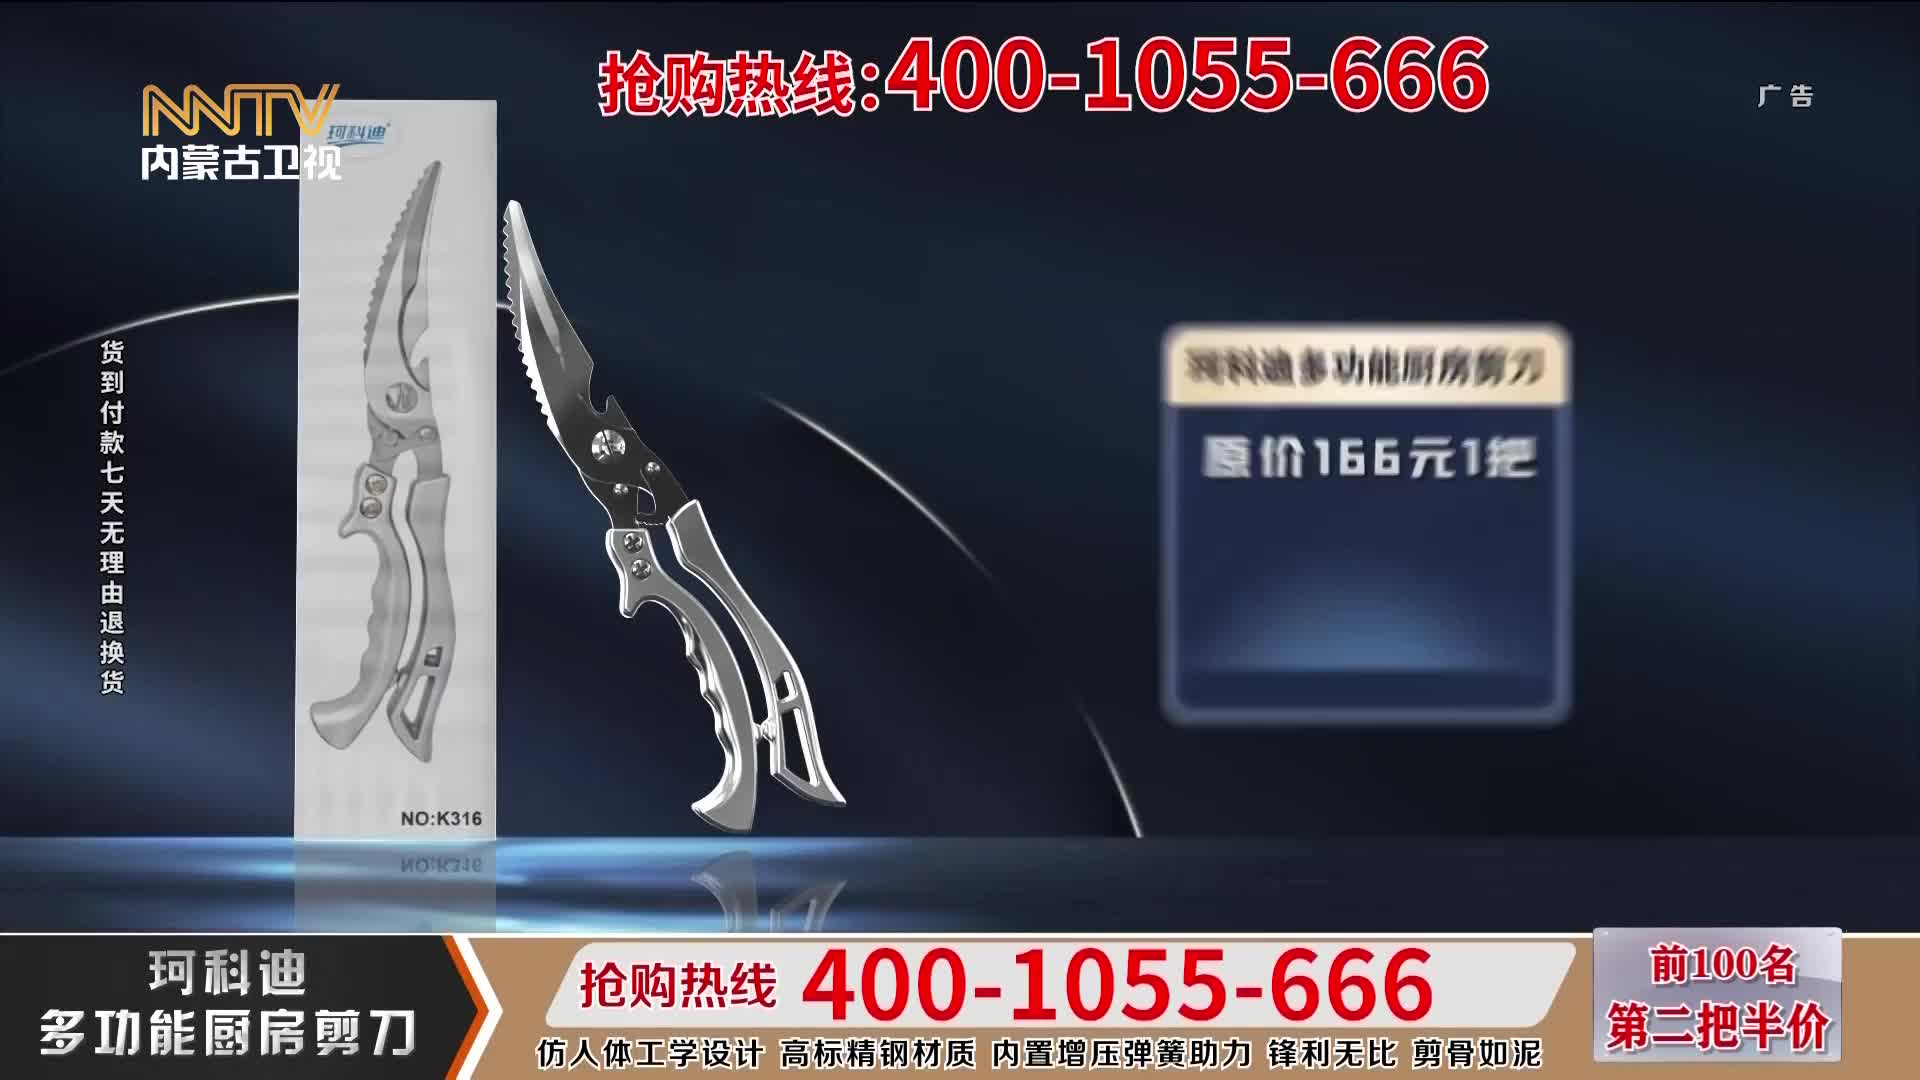 抢购热线:400-1055-666
广告
NNTV
内蒙古卫视
珂科迪
货到付款七天无理由退换货
珂科迪多功能厨房剪刀
原价166元1把
NO:K316
NO:K316
珂科迪
多功能厨房剪刀
抢购热线 400-1055-666
仿人体工学设计 高标精钢材质 内置增压弹簧助力 锋利无比 剪骨如泥
前100名
第二把半价